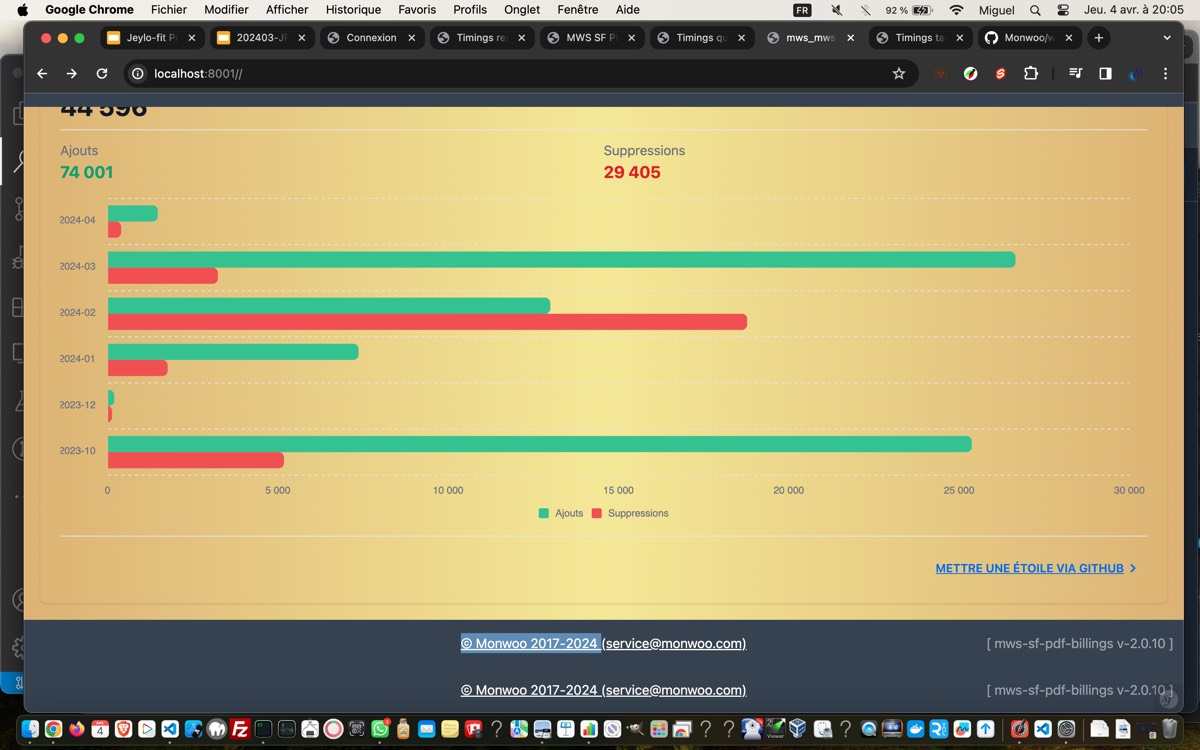 Google Chrome Fichier Modifier Afficher Historique Favoris Profils Onglet Fenêtre Aide FR 92 % Miguel Jeu. 4 avr. à 20:05
Jeylo-fit P 202403-J Connexion Timings re MWS SF P Timings qu mws_mws Timings ta Monwoo/w
localhost:8001//
44 596
Ajouts Suppressions
74 001 29 405
2024-04
2024-03
2024-02
2024-01
2023-12
2023-10
0 5 000 10 000 15 000 20 000 25 000 30 000
Ajouts Suppressions
METTRE UNE ÉTOILE VIA GITHUB
© Monwoo 2017-2024 (service@monwoo.com) [ mws-sf-pdf-billings v-2.0.10 ]
© Monwoo 2017-2024 (service@monwoo.com) [ mws-sf-pdf-billings v-2.0.10 ]